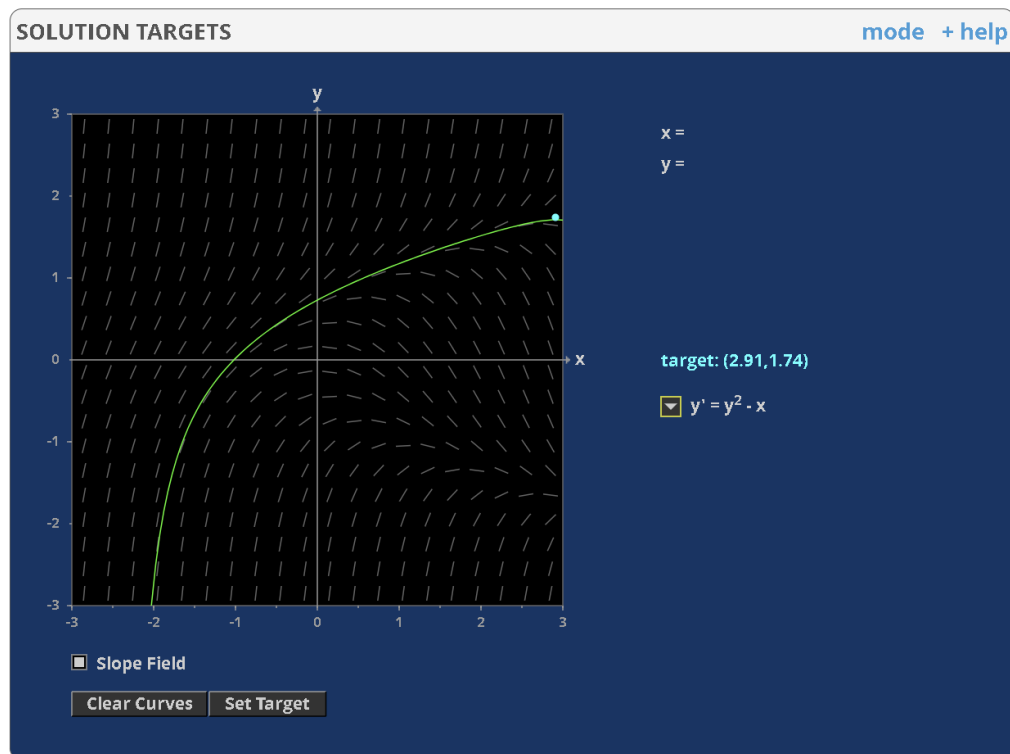 SOLUTION TARGETS mode + help
y
3
2
1
0
-1
-2
-3
-3 -2 -1 0 1 2 3
x
x =
y =
target: (2.91,1.74)
y' = y² - x
Slope Field
Clear Curves Set Target